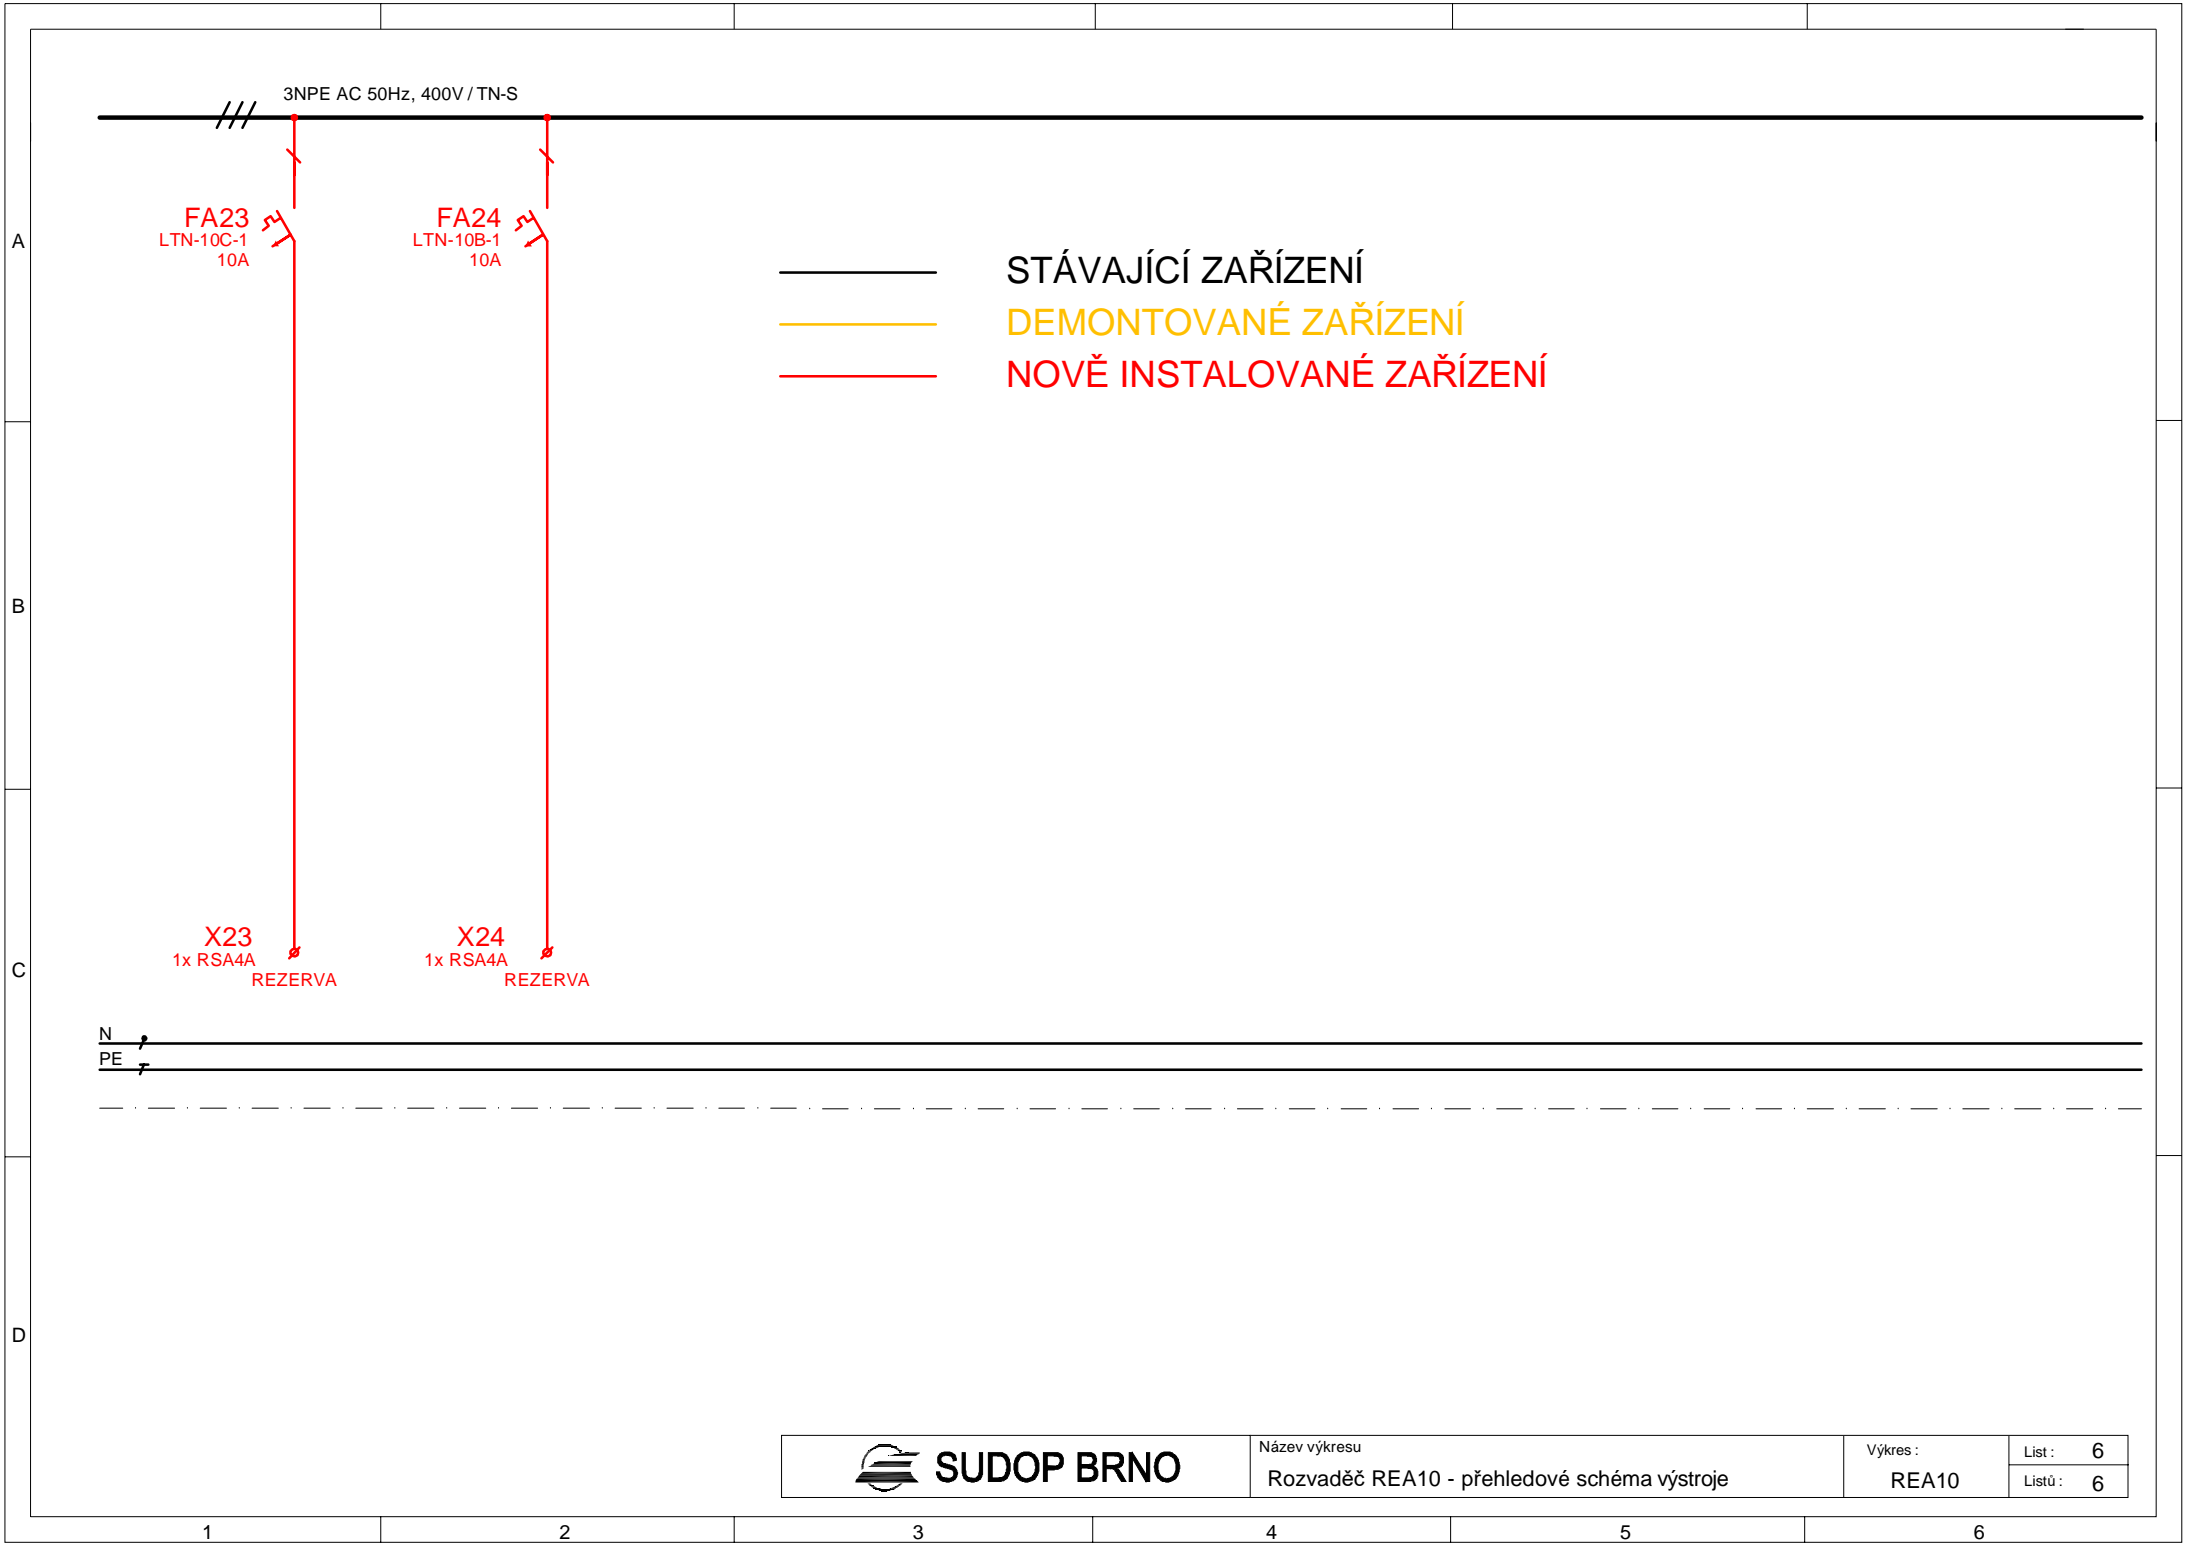 3NPE AC 50Hz, 400V / TN-S
FA23
LTN-10C-1
10A
FA24
LTN-10B-1
10A
STÁVAJÍCÍ ZAŘÍZENÍ
DEMONTOVANÉ ZAŘÍZENÍ
NOVĚ INSTALOVANÉ ZAŘÍZENÍ
A
B
C
D
X23
1x RSA4A
REZERVA
X24
1x RSA4A
REZERVA
N
PE
SUDOP BRNO
Název výkresu
Rozvaděč REA10 - přehledové schéma výstroje
Výkres :
REA10
List : 6
Listů : 6
1 2 3 4 5 6